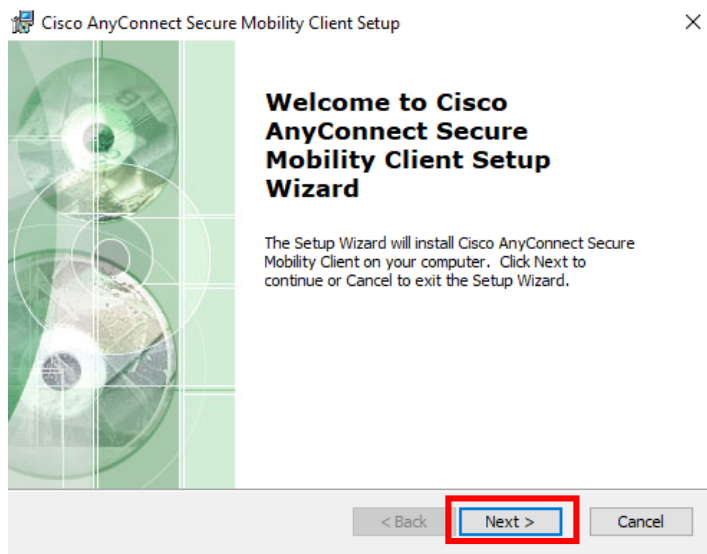 Cisco AnyConnect Secure Mobility Client Setup
Welcome to Cisco
AnyConnect Secure
Mobility Client Setup
Wizard
The Setup Wizard will install Cisco AnyConnect Secure
Mobility Client on your computer. Click Next to
continue or Cancel to exit the Setup Wizard.
< Back
Next >
Cancel